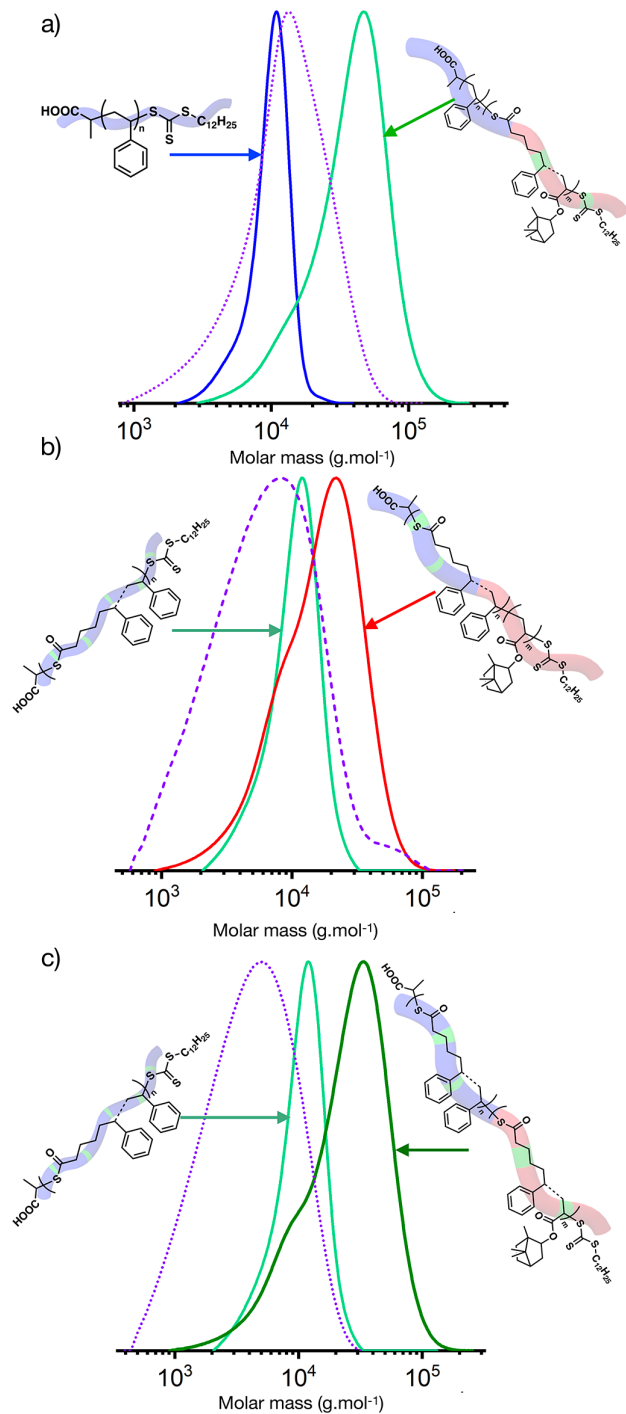 a)
HOOC
n
S
S
S
C₁₂H₂₅
HOOC
n
S
O
m
O
O
S
S
S
C₁₂H₂₅
10³
10⁴
10⁵
Molar mass (g.mol⁻¹)
b)
HOOC
S
O
n
S
S
S
C₁₂H₂₅
HOOC
S
O
n
m
O
O
S
S
S
C₁₂H₂₅
10³
10⁴
10⁵
Molar mass (g.mol⁻¹)
c)
HOOC
S
O
n
S
S
S
C₁₂H₂₅
HOOC
S
O
n
S
O
m
O
O
S
S
S
C₁₂H₂₅
10³
10⁴
10⁵
Molar mass (g.mol⁻¹)